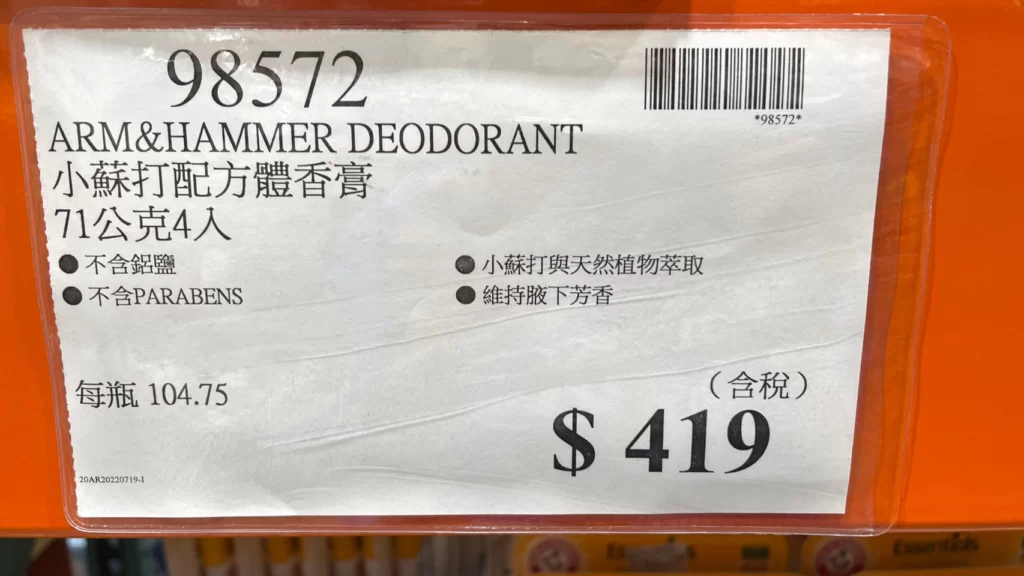 98572
*98572*
ARM&HAMMER DEODORANT
小蘇打配方體香膏
71公克4入
● 不含鋁鹽
● 小蘇打與天然植物萃取
● 不含PARABENS
● 維持腋下芳香
每瓶 104.75
（含稅）
$ 419
20AR20220719-1
Essentials